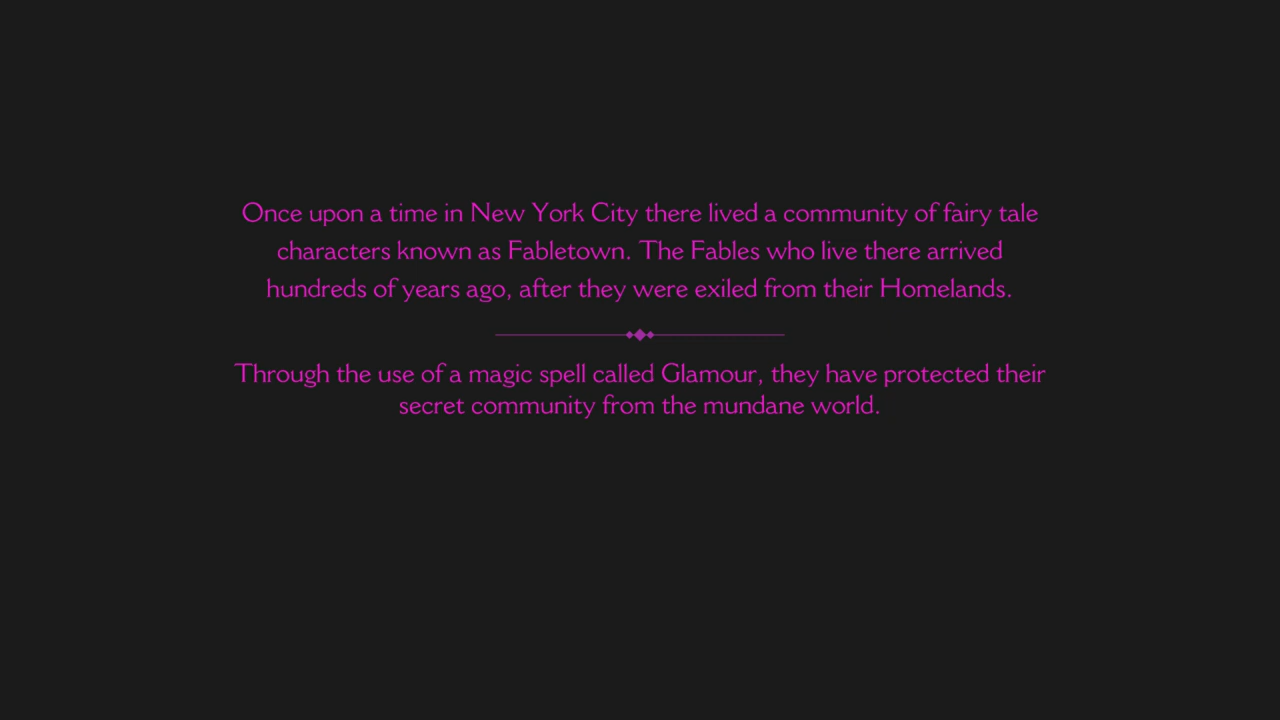 Once upon a time in New York City there lived a community of fairy tale
characters known as Fabletown. The Fables who live there arrived
hundreds of years ago, after they were exiled from their Homelands.
Through the use of a magic spell called Glamour, they have protected their
secret community from the mundane world.